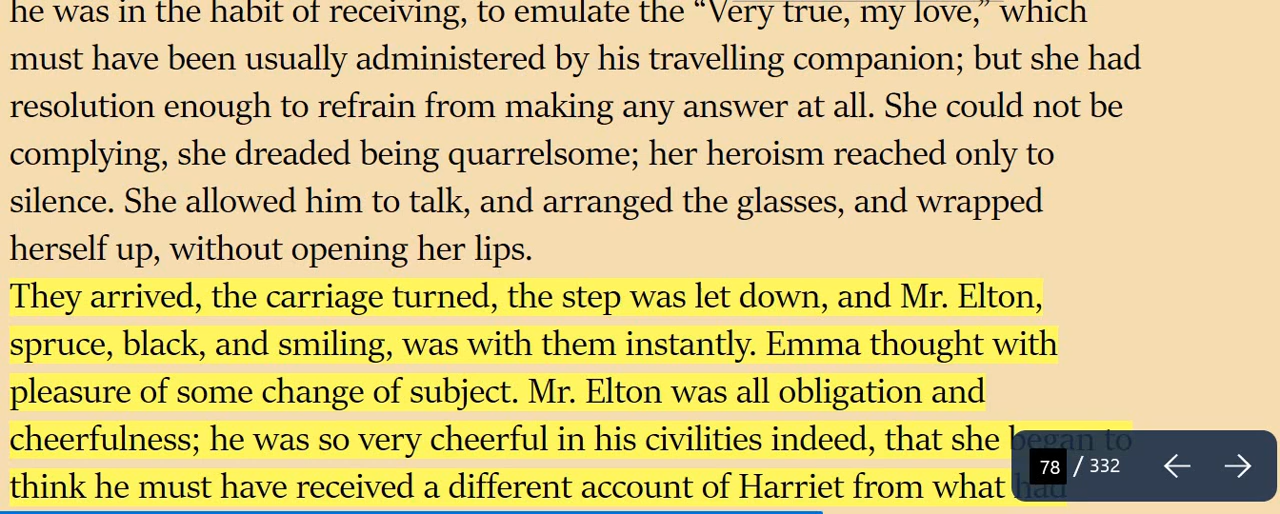 he was in the habit of receiving, to emulate the “Very true, my love,” which
must have been usually administered by his travelling companion; but she had
resolution enough to refrain from making any answer at all. She could not be
complying, she dreaded being quarrelsome; her heroism reached only to
silence. She allowed him to talk, and arranged the glasses, and wrapped
herself up, without opening her lips.
They arrived, the carriage turned, the step was let down, and Mr. Elton,
spruce, black, and smiling, was with them instantly. Emma thought with
pleasure of some change of subject. Mr. Elton was all obligation and
cheerfulness; he was so very cheerful in his civilities indeed, that she began to
think he must have received a different account of Harriet from what had
78 / 332